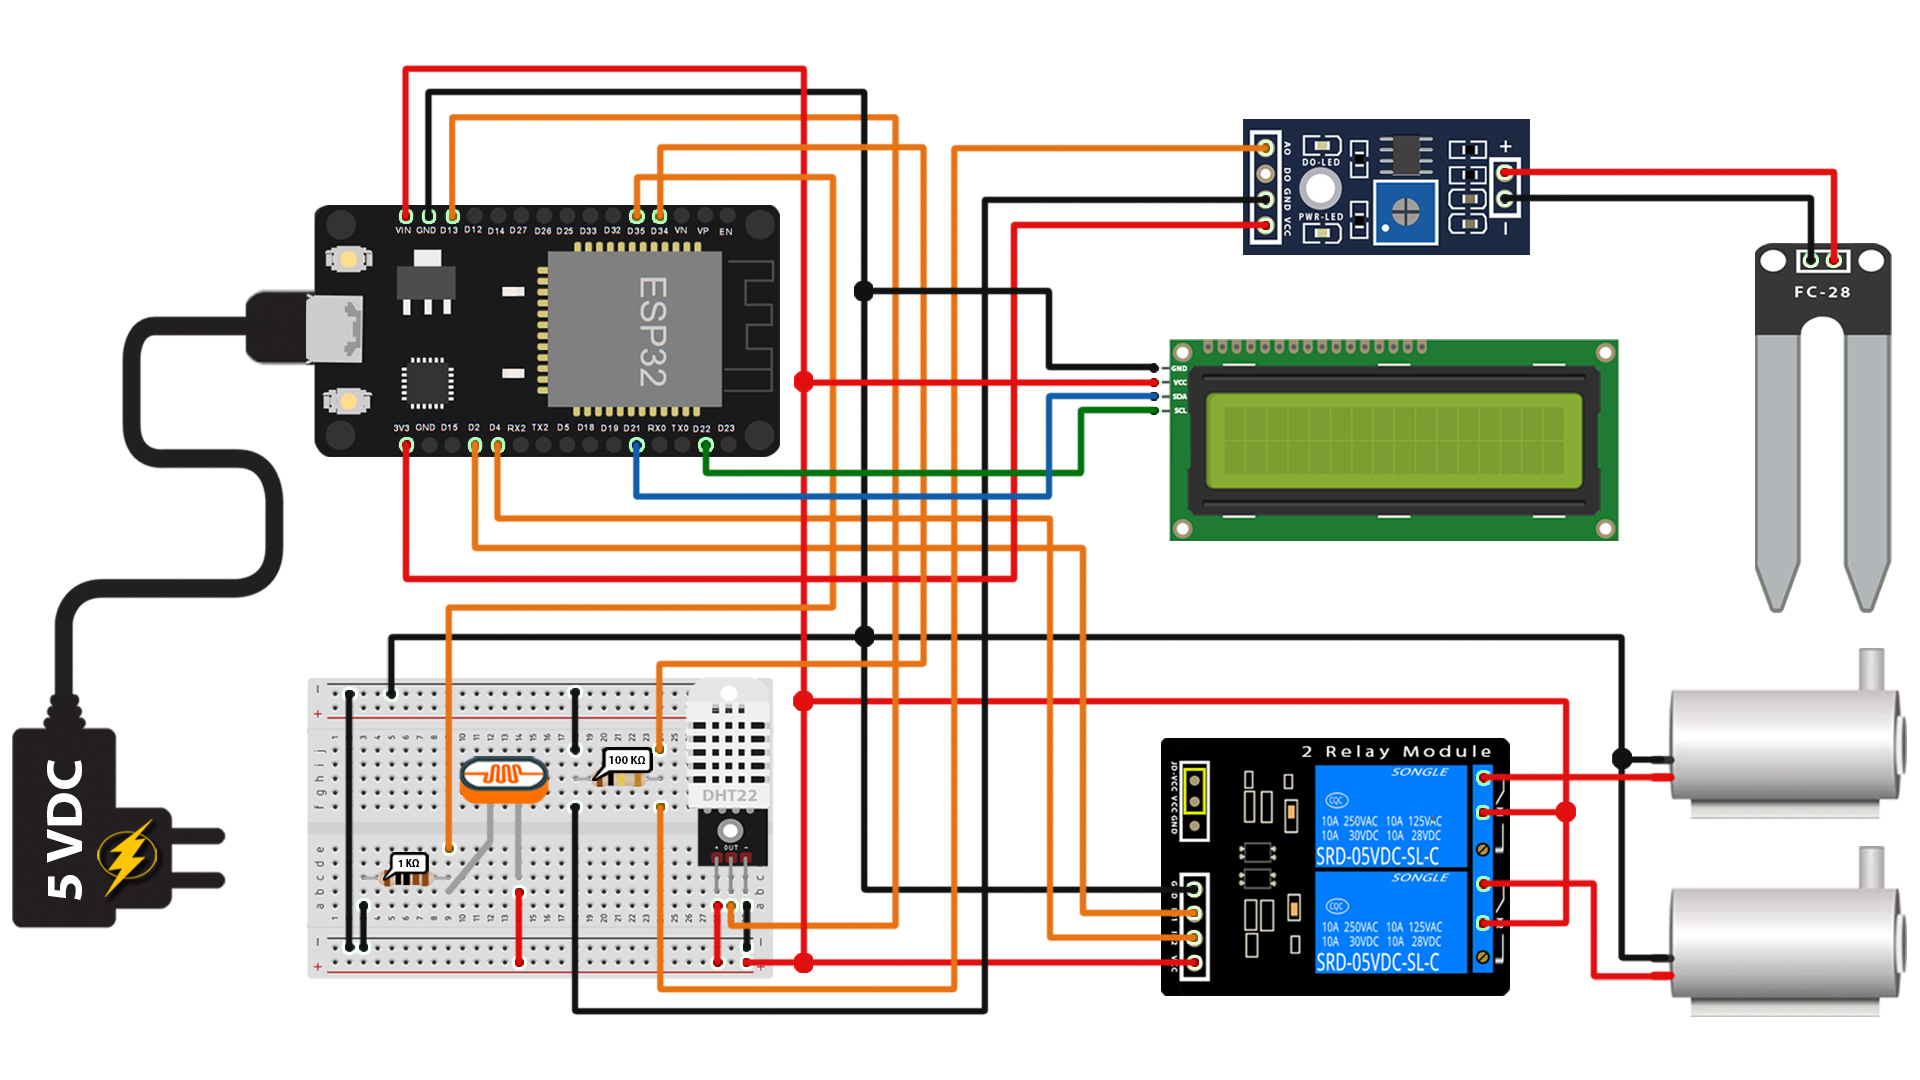 VIN GND D13 D12 D14 D27 D26 D25 D33 D32 D35 D34 VN VP EN
ESP32
3V3 GND D15 D2 D4 RX2 TX2 D5 D18 D19 D21 RX0 TX0 D22 D23
AO
DO
GND
VCC
DO-LED
PWR-LED
+
-
FC-28
GND
VCC
SDA
SCL
5 VDC
100 KΩ
1 KΩ
DHT22
+ OUT -
2 Relay Module
JD-VCC VCC GND
SONGLE
CQC
10A 250VAC 10A 125VAC
10A 30VDC 10A 28VDC
SRD-05VDC-SL-C
SONGLE
CQC
10A 250VAC 10A 125VAC
10A 30VDC 10A 28VDC
SRD-05VDC-SL-C